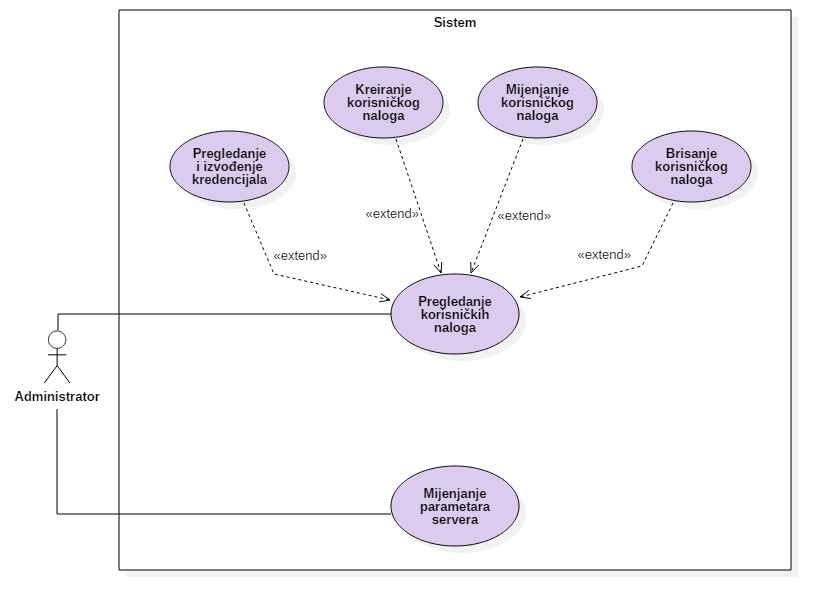 Sistem
Kreiranje
korisničkog
naloga
Mijenjanje
korisničkog
naloga
Pregledanje
i izvođenje
kredencijala
Brisanje
korisničkog
naloga
«extend»
«extend»
«extend»
«extend»
Pregledanje
korisničkih
naloga
Administrator
Mijenjanje
parametara
servera